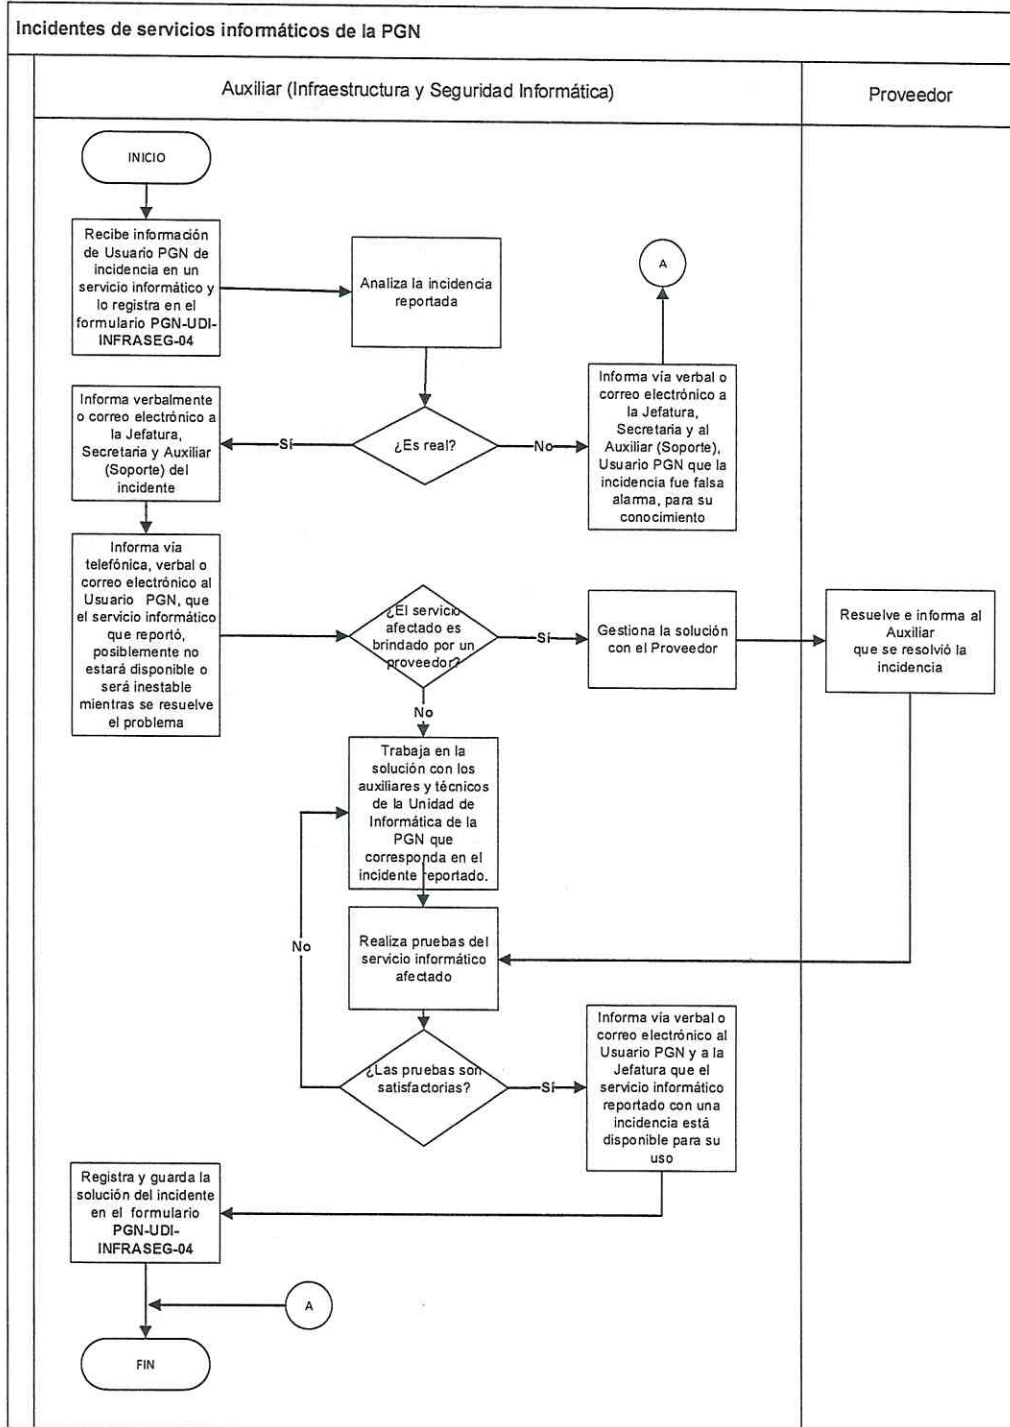 Incidentes de servicios informáticos de la PGN
Auxiliar (Infraestructura y Seguridad Informática)
Proveedor
INICIO
Recibe información
de Usuario PGN de
incidencia en un
servicio informático y
lo registra en el
formulario PGN-UDI-
INFRASEG-04
Analiza la incidencia
reportada
A
Informa verbalmente
o correo electrónico a
la Jefatura,
Secretaria y Auxiliar
(Soporte) del
incidente
Sí
¿Es real?
No
Informa vía verbal o
correo electrónico a
la Jefatura,
Secretaria y al
Auxiliar (Soporte),
Usuario PGN que la
incidencia fue falsa
alarma, para su
conocimiento
Informa vía
telefónica, verbal o
correo electrónico al
Usuario PGN, que
el servicio informático
que reportó,
posiblemente no
estará disponible o
será inestable
mientras se resuelve
el problema
¿El servicio
afectado es
brindado por un
proveedor?
Sí
Gestiona la solución
con el Proveedor
Resuelve e informa al
Auxiliar
que se resolvió la
incidencia
No
Trabaja en la
solución con los
auxiliares y técnicos
de la Unidad de
Informática de la
PGN que
corresponda en el
incidente reportado.
No
Realiza pruebas del
servicio informático
afectado
¿Las pruebas son
satisfactorias?
Sí
Informa vía verbal o
correo electrónico al
Usuario PGN y a la
Jefatura que el
servicio informático
reportado con una
incidencia está
disponible para su
uso
Registra y guarda la
solución del incidente
en el formulario
PGN-UDI-
INFRASEG-04
A
FIN